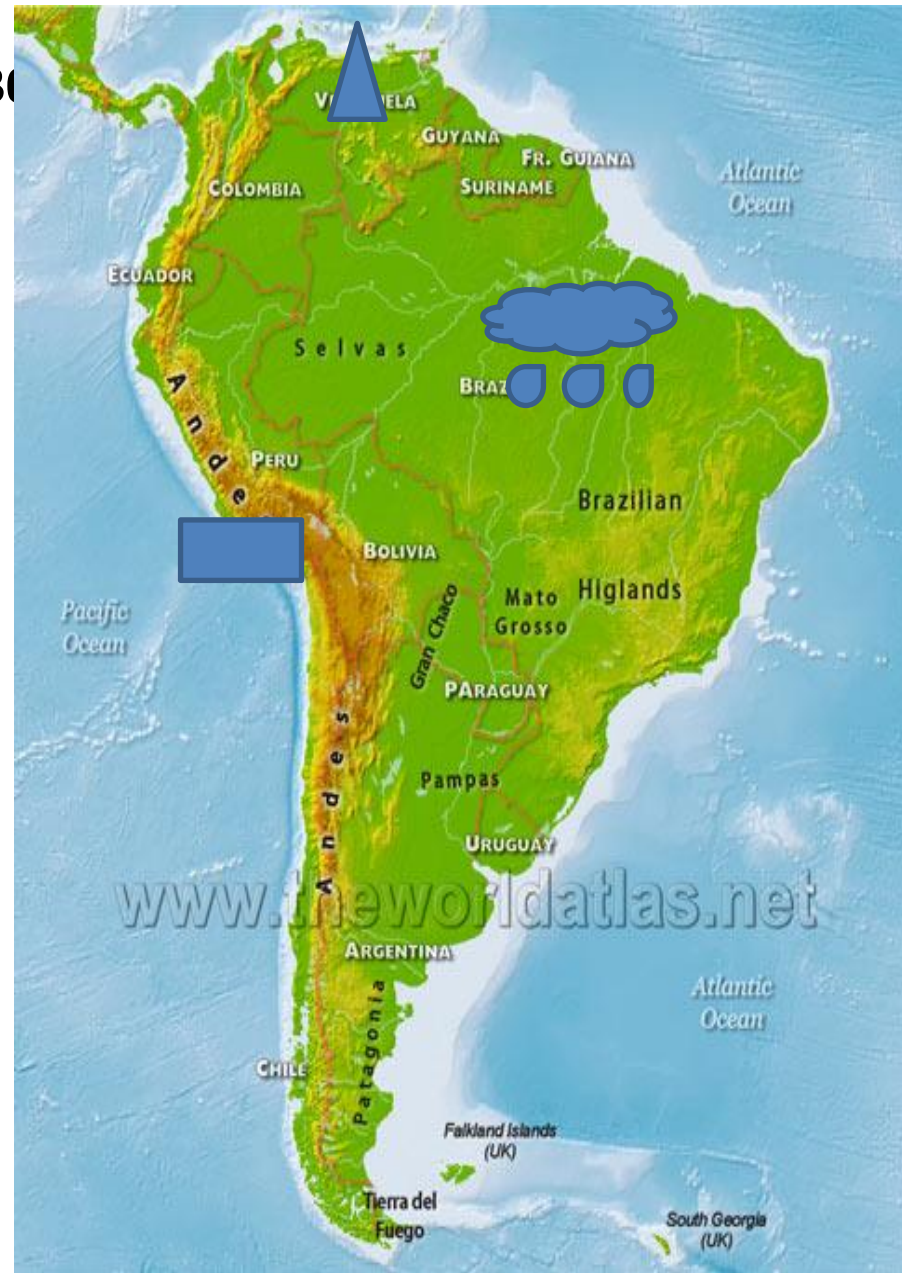 VENEZUELA
GUYANA
FR. GUIANA
SURINAME
Atlantic
Ocean
COLOMBIA
ECUADOR
Selvas
Ande
PERU
Brazilian
BOLIVIA
Mato
Grosso
Higlands
Gran Chaco
Pacific
Ocean
PARAGUAY
Andes
Pampas
URUGUAY
www.theworldatlas.net
ARGENTINA
Patagonia
Atlantic
Ocean
CHILE
Falkland Islands
(UK)
Tierra del
Fuego
South Georgia
(UK)